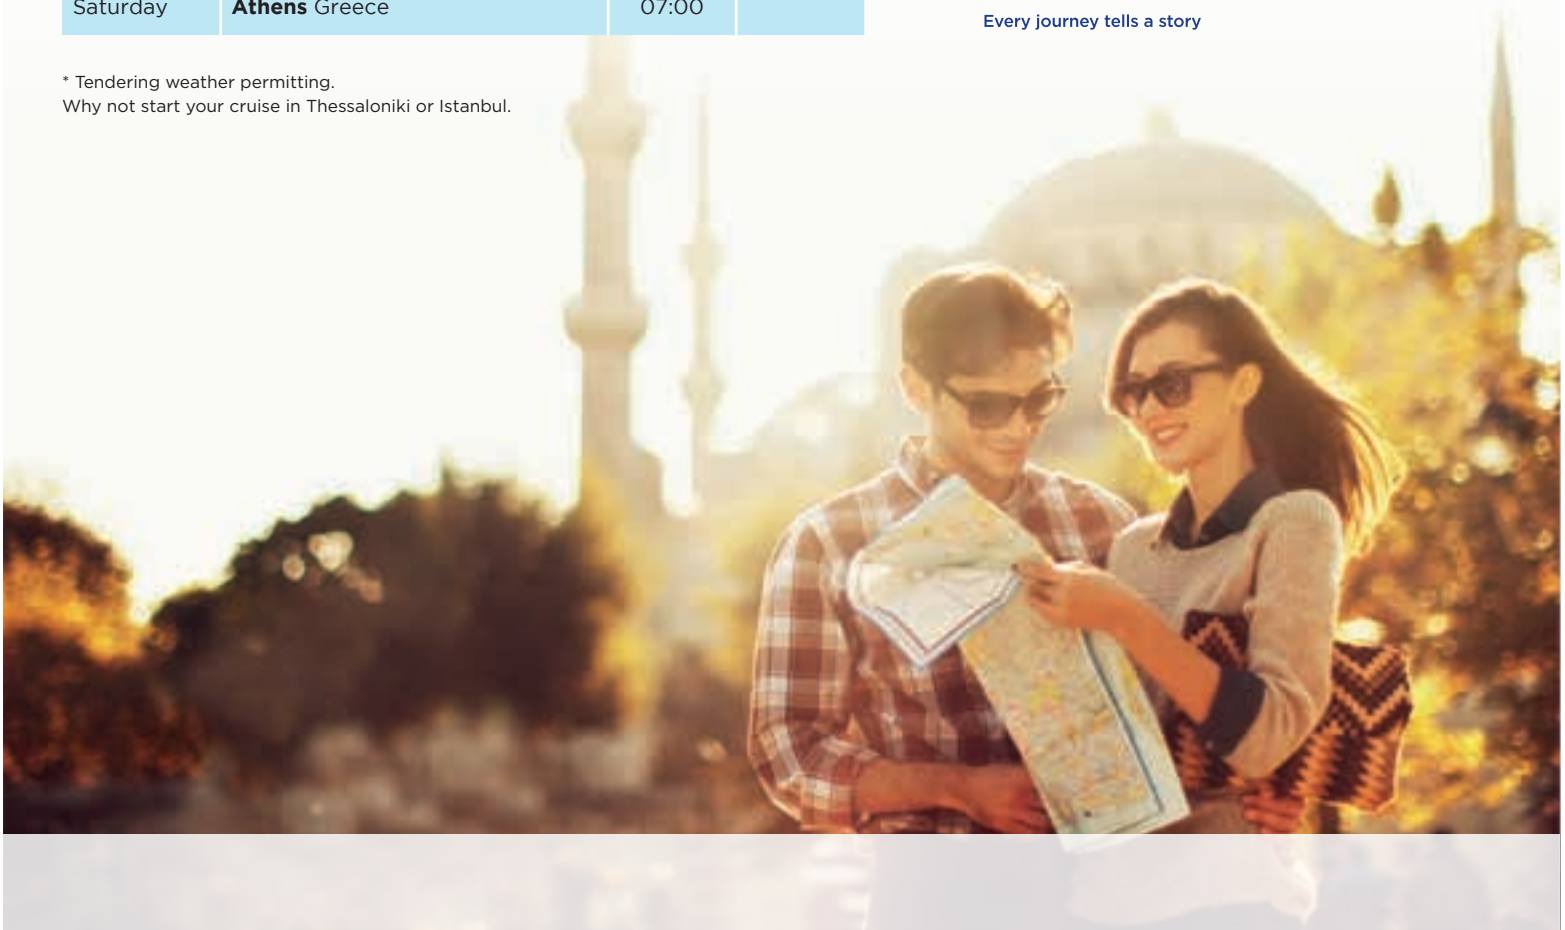 Saturday Athens Greece 07:00
Every journey tells a story
* Tendering weather permitting.
Why not start your cruise in Thessaloniki or Istanbul.